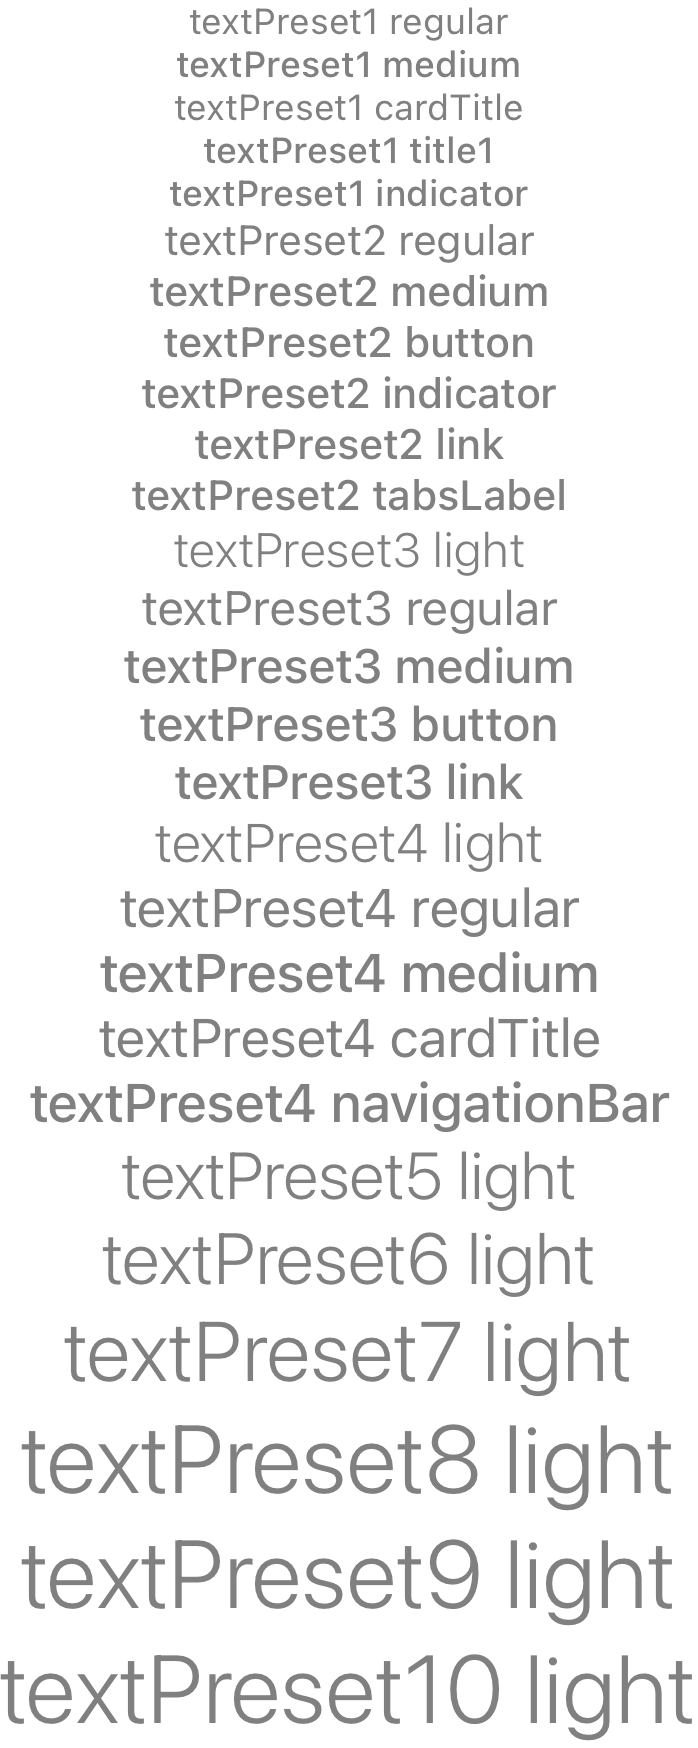 textPreset1 regular
textPreset1 medium
textPreset1 cardTitle
textPreset1 title1
textPreset1 indicator
textPreset2 regular
textPreset2 medium
textPreset2 button
textPreset2 indicator
textPreset2 link
textPreset2 tabsLabel
textPreset3 light
textPreset3 regular
textPreset3 medium
textPreset3 button
textPreset3 link
textPreset4 light
textPreset4 regular
textPreset4 medium
textPreset4 cardTitle
textPreset4 navigationBar
textPreset5 light
textPreset6 light
textPreset7 light
textPreset8 light
textPreset9 light
textPreset10 light